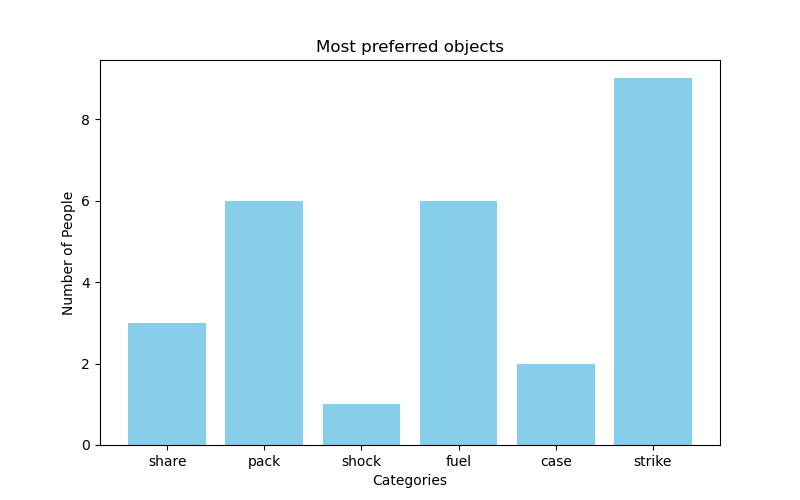 Most preferred objects
Number of People
8
6
4
2
0
share pack shock fuel case strike
Categories